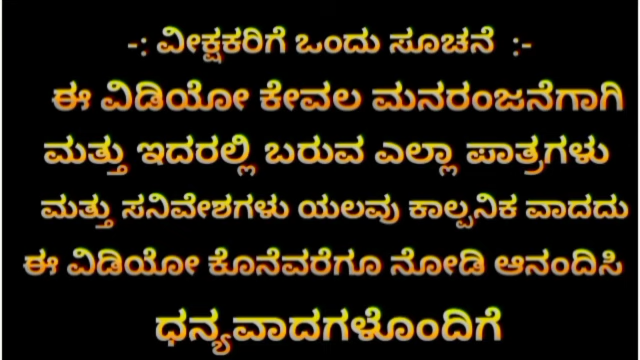 -: ವೀಕ್ಷಕರಿಗೆ ಒಂದು ಸೂಚನೆ :-
ಈ ವಿಡಿಯೋ ಕೇವಲ ಮನರಂಜನೆಗಾಗಿ
ಮತ್ತು ಇದರಲ್ಲಿ ಬರುವ ಎಲ್ಲಾ ಪಾತ್ರಗಳು
ಮತ್ತು ಸನಿವೇಶಗಳು ಯಲವು ಕಾಲ್ಪನಿಕ ವಾದದು
ಈ ವಿಡಿಯೋ ಕೊನೆವರೆಗೂ ನೋಡಿ ಆನಂದಿಸಿ
ಧನ್ಯವಾದಗಳೊಂದಿಗೆ